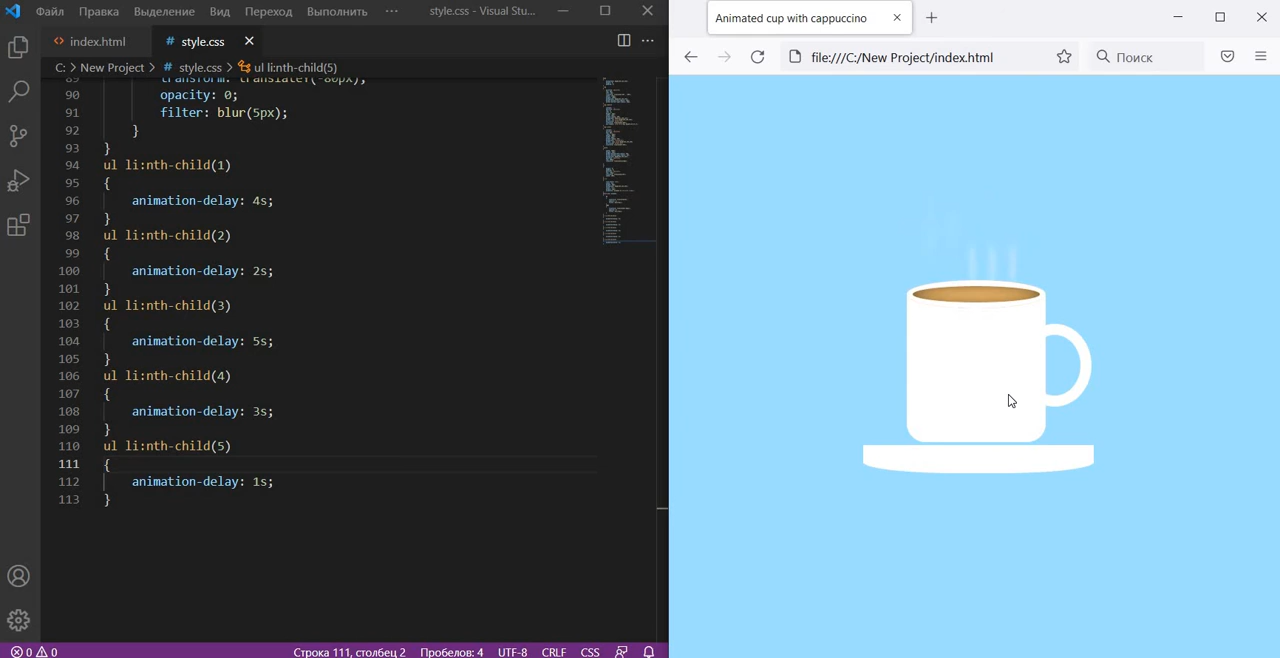 Файл Правка Выделение Вид Переход Выполнить ··· style.css - Visual Stu...
index.html # style.css
C: > New Project > # style.css > ul li:nth-child(5)
89 transform: translateY(-80px);
90 opacity: 0;
91 filter: blur(5px);
92 }
93 }
94 ul li:nth-child(1)
95 {
96 animation-delay: 4s;
97 }
98 ul li:nth-child(2)
99 {
100 animation-delay: 2s;
101 }
102 ul li:nth-child(3)
103 {
104 animation-delay: 5s;
105 }
106 ul li:nth-child(4)
107 {
108 animation-delay: 3s;
109 }
110 ul li:nth-child(5)
111 {
112 animation-delay: 1s;
113 }
0 0 Строка 111, столбец 2 Пробелов: 4 UTF-8 CRLF CSS
Animated cup with cappuccino
file:///C:/New Project/index.html Поиск